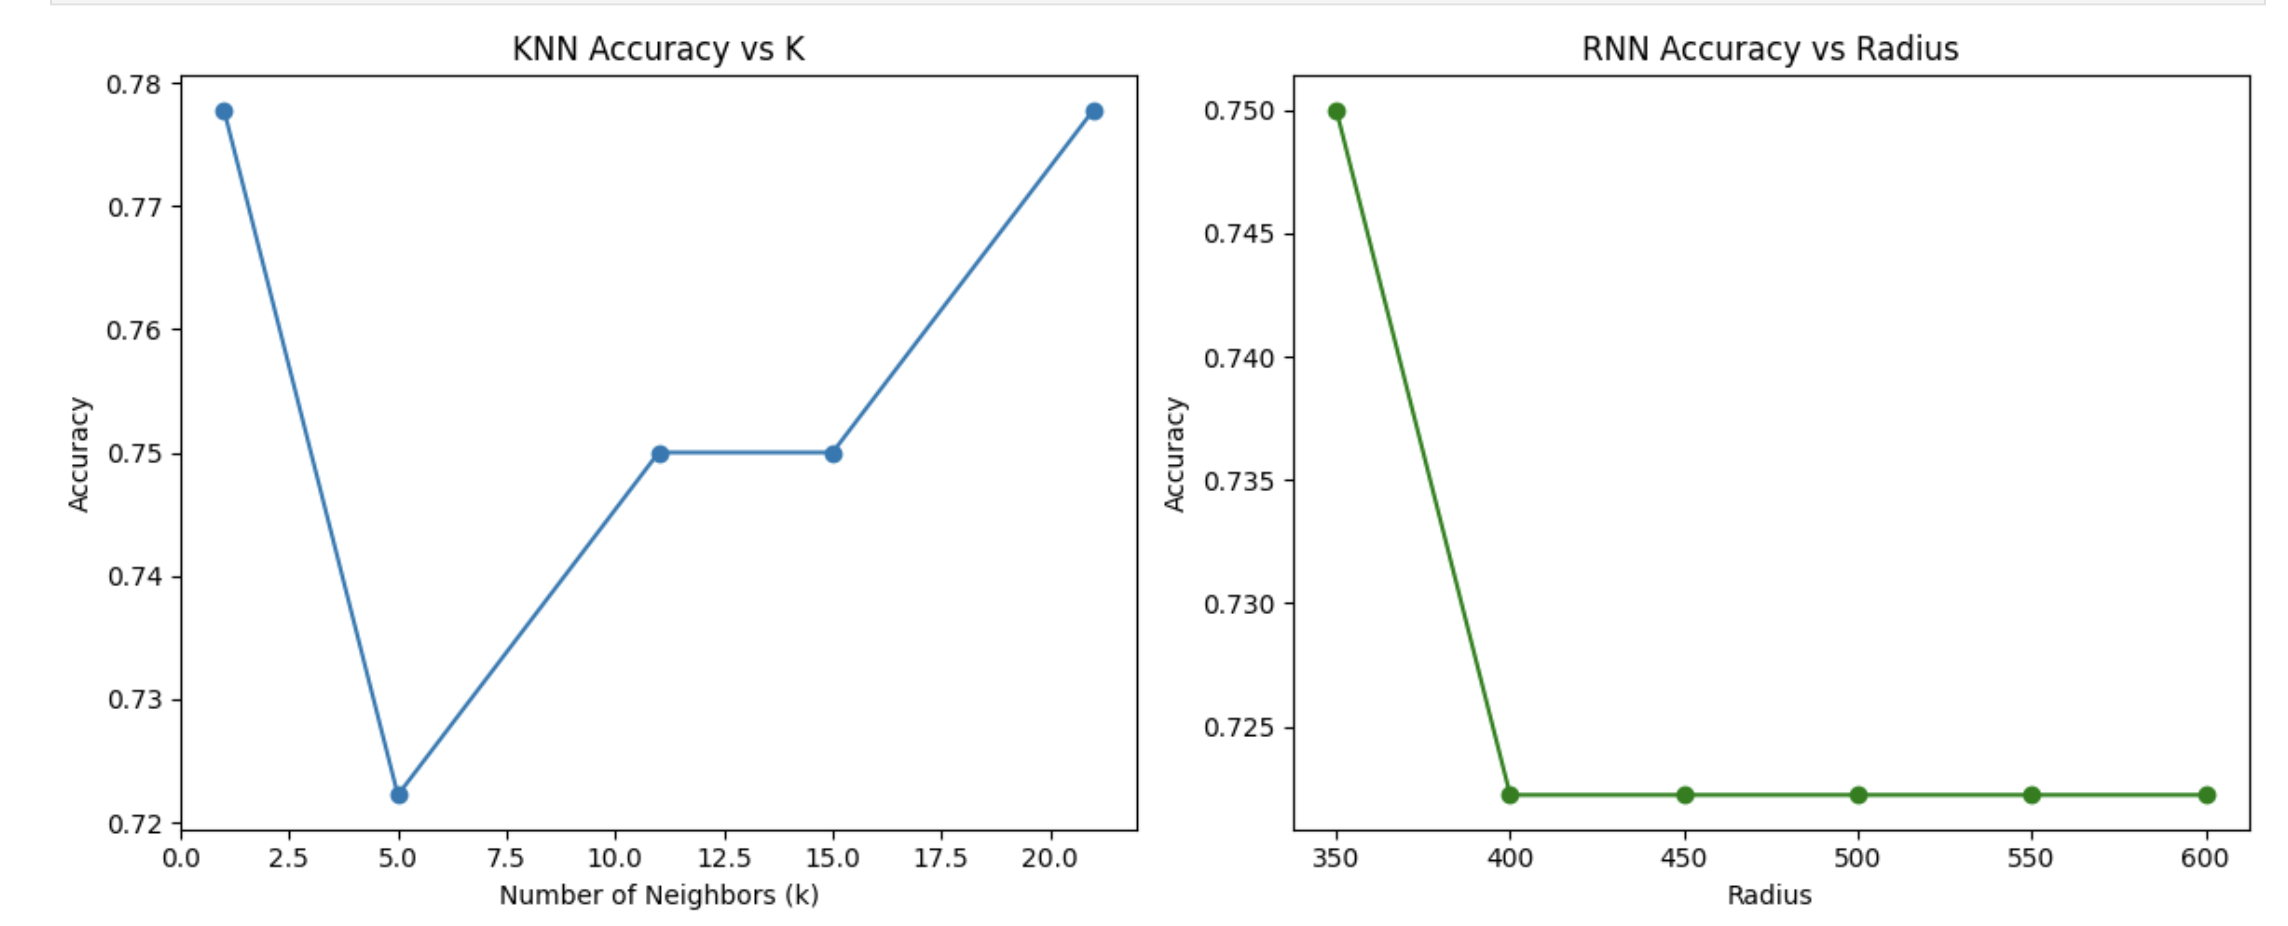 KNN Accuracy vs K
0.78
0.77
0.76
0.75
0.74
0.73
0.72
Accuracy
0.0 2.5 5.0 7.5 10.0 12.5 15.0 17.5 20.0
Number of Neighbors (k)
RNN Accuracy vs Radius
0.750
0.745
0.740
0.735
0.730
0.725
Accuracy
350 400 450 500 550 600
Radius